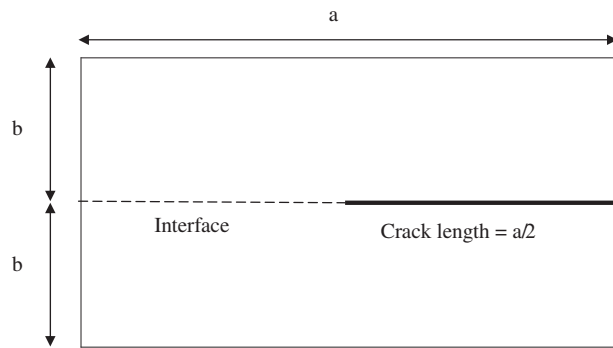 a
b
b
Interface
Crack length = a/2